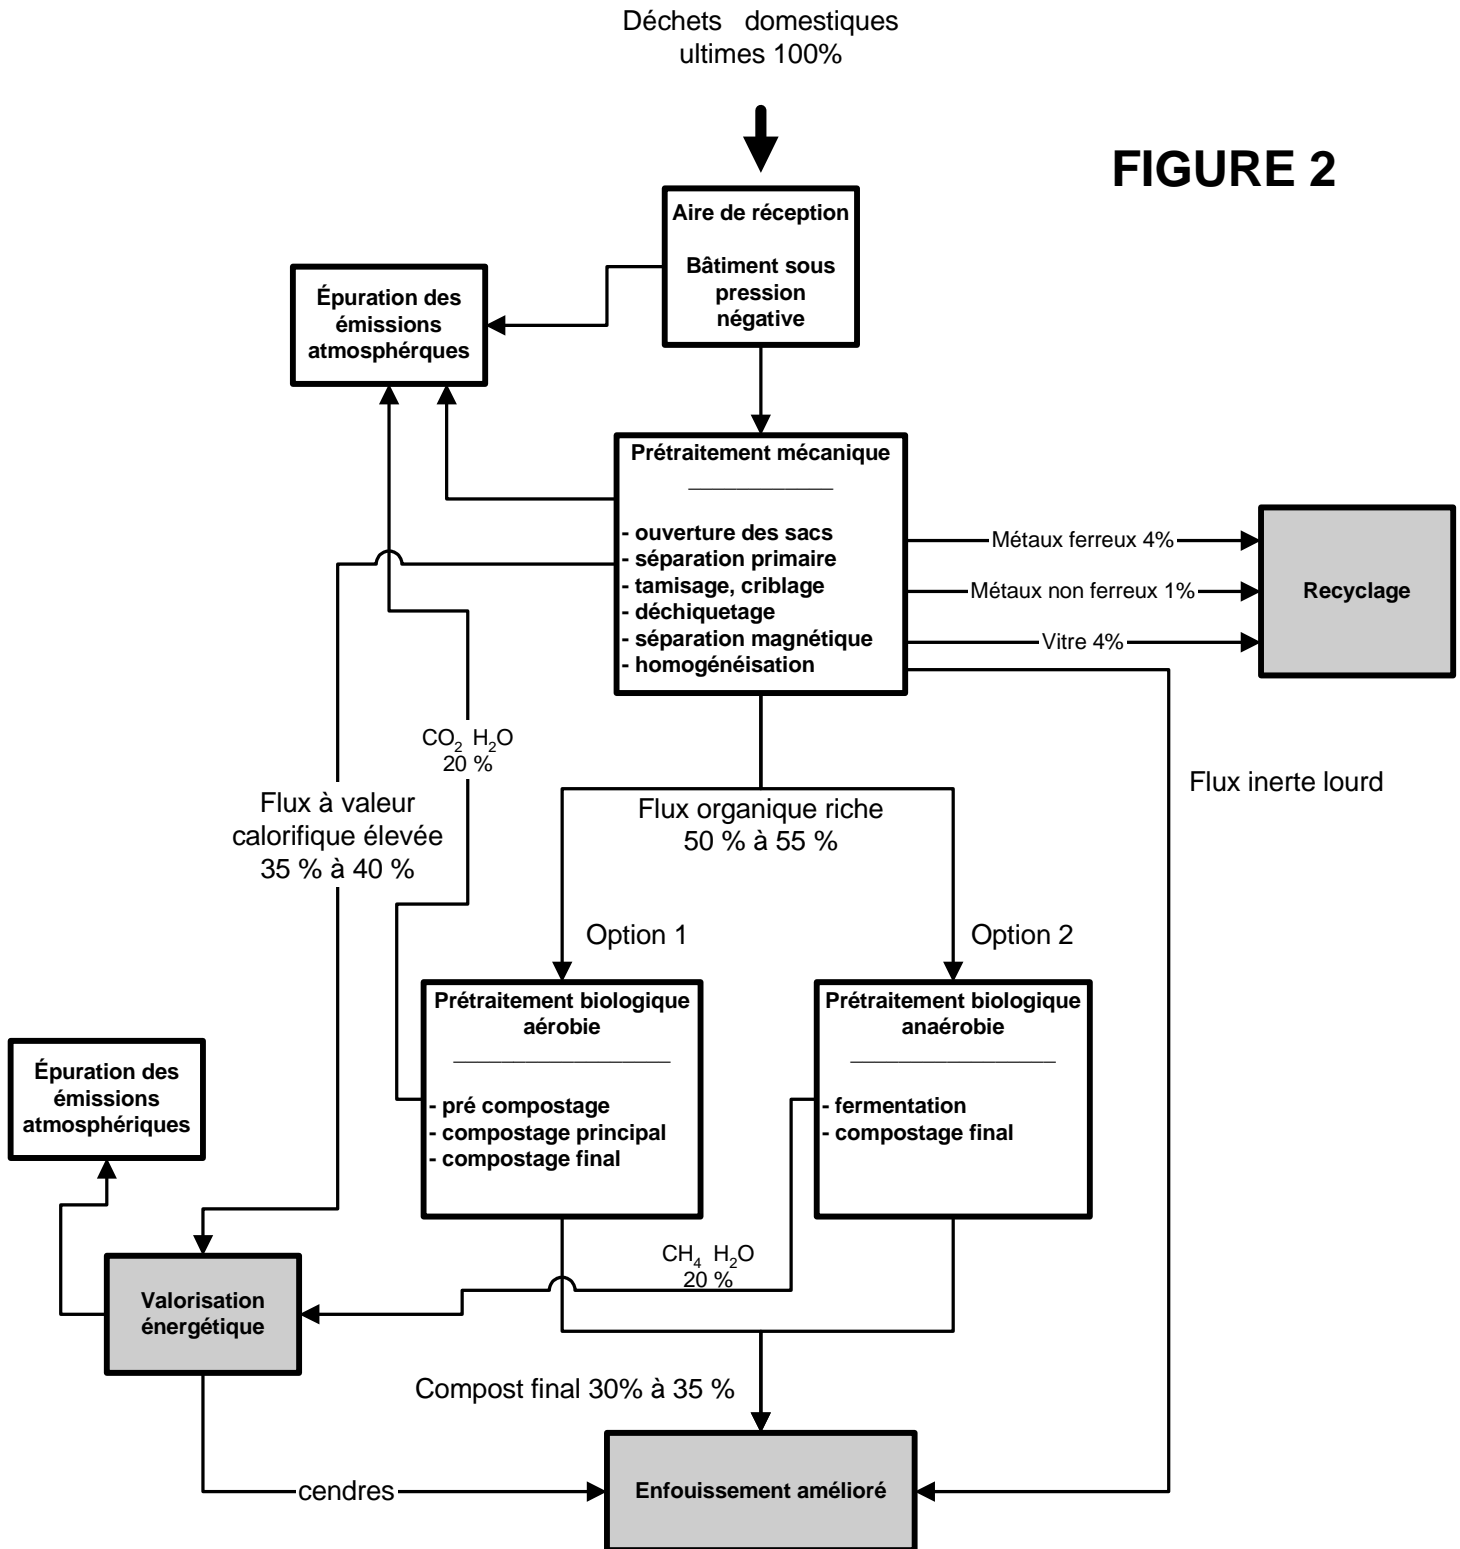 Déchets domestiques
ultimes 100%
FIGURE 2
Aire de réception
Bâtiment sous
pression
négative
Épuration des
émissions
atmosphérques
Prétraitement mécanique
- ouverture des sacs
- séparation primaire
- tamisage, criblage
- déchiquetage
- séparation magnétique
- homogénéisation
Métaux ferreux 4%
Métaux non ferreux 1%
Vitre 4%
Recyclage
CO2 H2O
20 %
Flux à valeur
calorifique élevée
35 % à 40 %
Flux organique riche
50 % à 55 %
Flux inerte lourd
Option 1
Option 2
Prétraitement biologique
aérobie
- pré compostage
- compostage principal
- compostage final
Prétraitement biologique
anaérobie
- fermentation
- compostage final
Épuration des
émissions
atmosphériques
CH4 H2O
20 %
Valorisation
énergétique
Compost final 30% à 35 %
cendres
Enfouissement amélioré